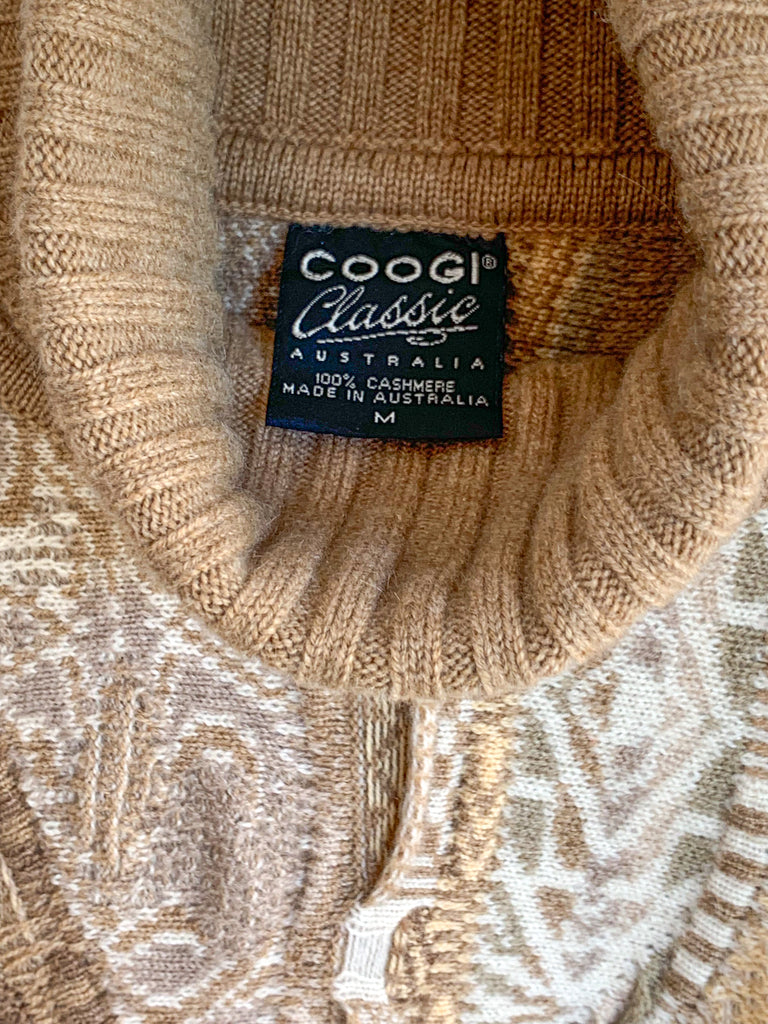 COOGI®
Classic
AUSTRALIA
100% CASHMERE
MADE IN AUSTRALIA
M